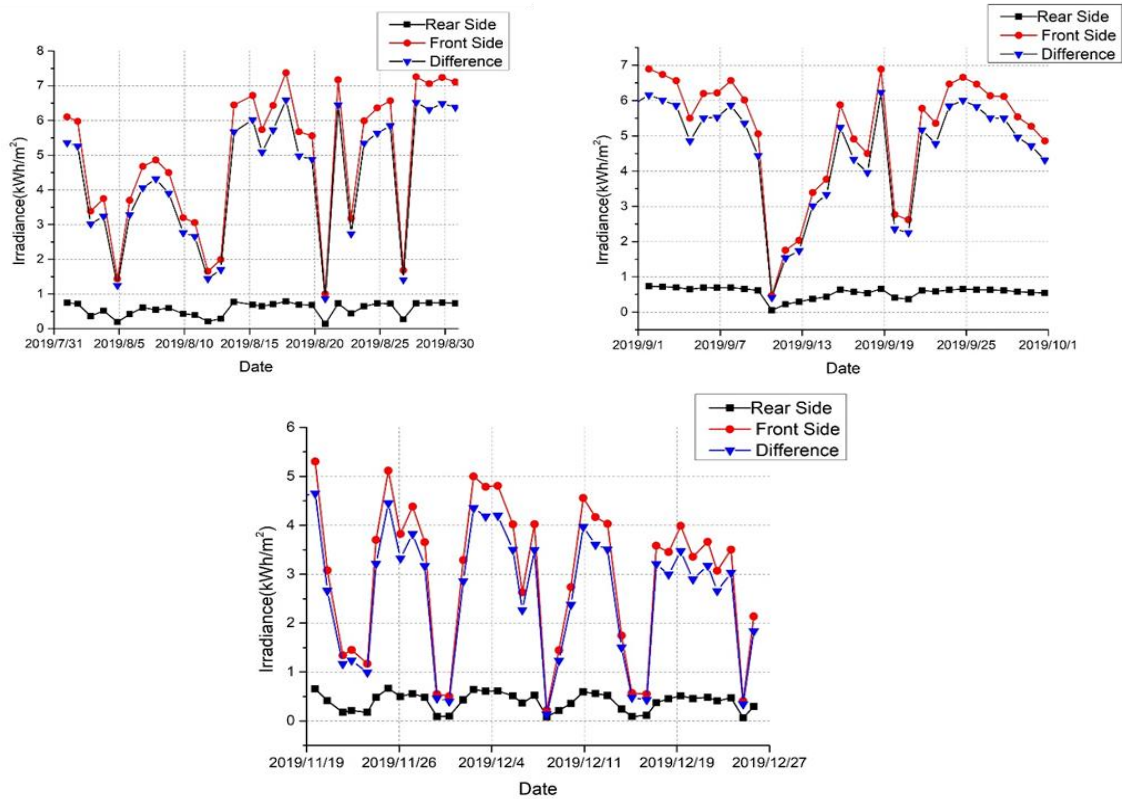 Rear Side
Front Side
Difference
8
7
6
5
4
3
2
1
0
Irradiance(kWh/m²)
2019/7/31 2019/8/5 2019/8/10 2019/8/15 2019/8/20 2019/8/25 2019/8/30
Date
Rear Side
Front Side
Difference
7
6
5
4
3
2
1
0
Irradiance(kWh/m²)
2019/9/1 2019/9/7 2019/9/13 2019/9/19 2019/9/25 2019/10/1
Date
Rear Side
Front Side
Difference
6
5
4
3
2
1
0
Irradiance(kWh/m²)
2019/11/19 2019/11/26 2019/12/4 2019/12/11 2019/12/19 2019/12/27
Date